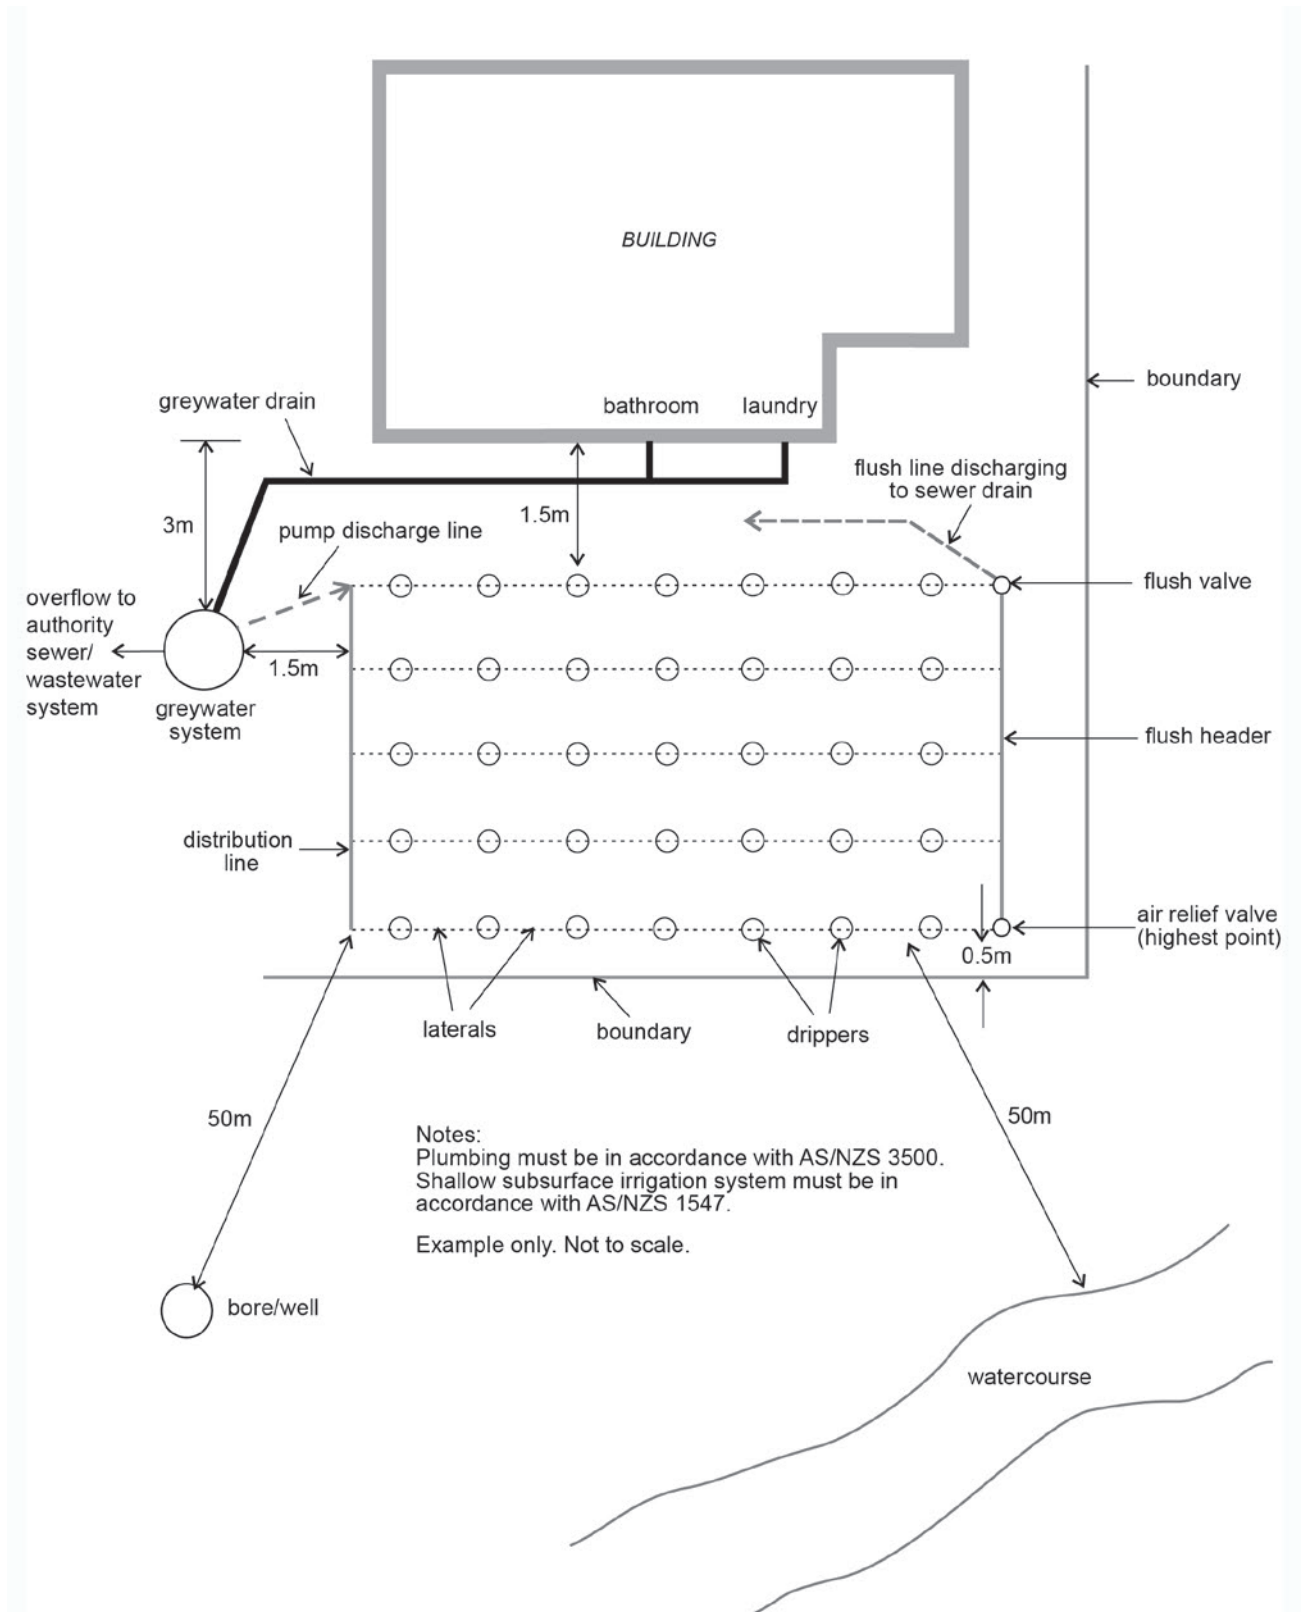 BUILDING
boundary
greywater drain
bathroom
laundry
flush line discharging
to sewer drain
3m
1.5m
pump discharge line
flush valve
overflow to
authority
sewer/
wastewater
system
1.5m
greywater
system
flush header
distribution
line
air relief valve
(highest point)
0.5m
laterals
boundary
drippers
50m
50m
Notes:
Plumbing must be in accordance with AS/NZS 3500.
Shallow subsurface irrigation system must be in
accordance with AS/NZS 1547.
Example only. Not to scale.
bore/well
watercourse